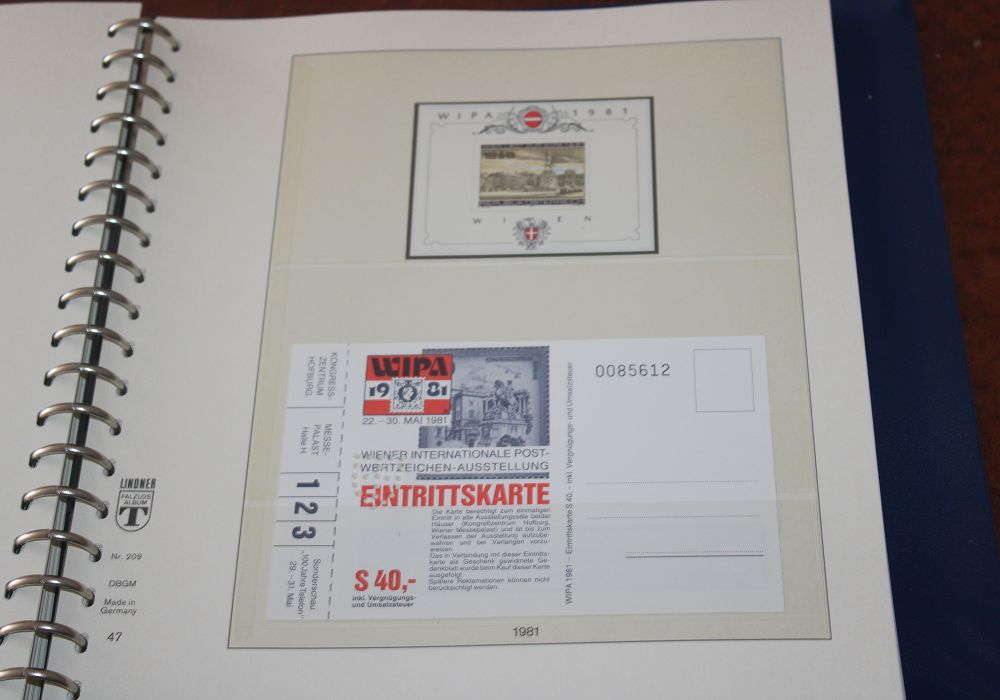 WIPA 1981
REPUBLIK ÖSTERREICH
WIEN
KONGRESS-
ZENTRUM
HOFBURG
MESSE-
PALAST
Halle H
1 2 3
Sonderschau
"100 Jahre Telefon"
29. - 31. Mai
WIPA
1981
22.–30. MAI 1981
WIENER INTERNATIONALE POST-
WERTZEICHEN-AUSSTELLUNG
EINTRITTSKARTE
Die Karte berechtigt zum einmaligen
Eintritt in alle Ausstellungssäle beider
Häuser (Kongreßzentrum Hofburg,
Wiener Messepalast) und ist bis zum
Verlassen der Ausstellung aufzube-
wahren und bei Verlangen vorzu-
weisen.
Das in Verbindung mit dieser Eintritts-
karte als Geschenk gewidmete Ge-
denkblatt wurde beim Kauf dieser Karte
ausgefolgt.
Spätere Reklamationen können nicht
berücksichtigt werden.
S 40,-
inkl. Vergnügungs-
und Umsatzsteuer
WIPA 1981 - Eintrittskarte S 40,- inkl. Vergnügungs- und Umsatzsteuer
0085612
1981
LINDNER
FALZLOS
ALBUM
T
Nr. 209
DBGM
Made in
Germany
47